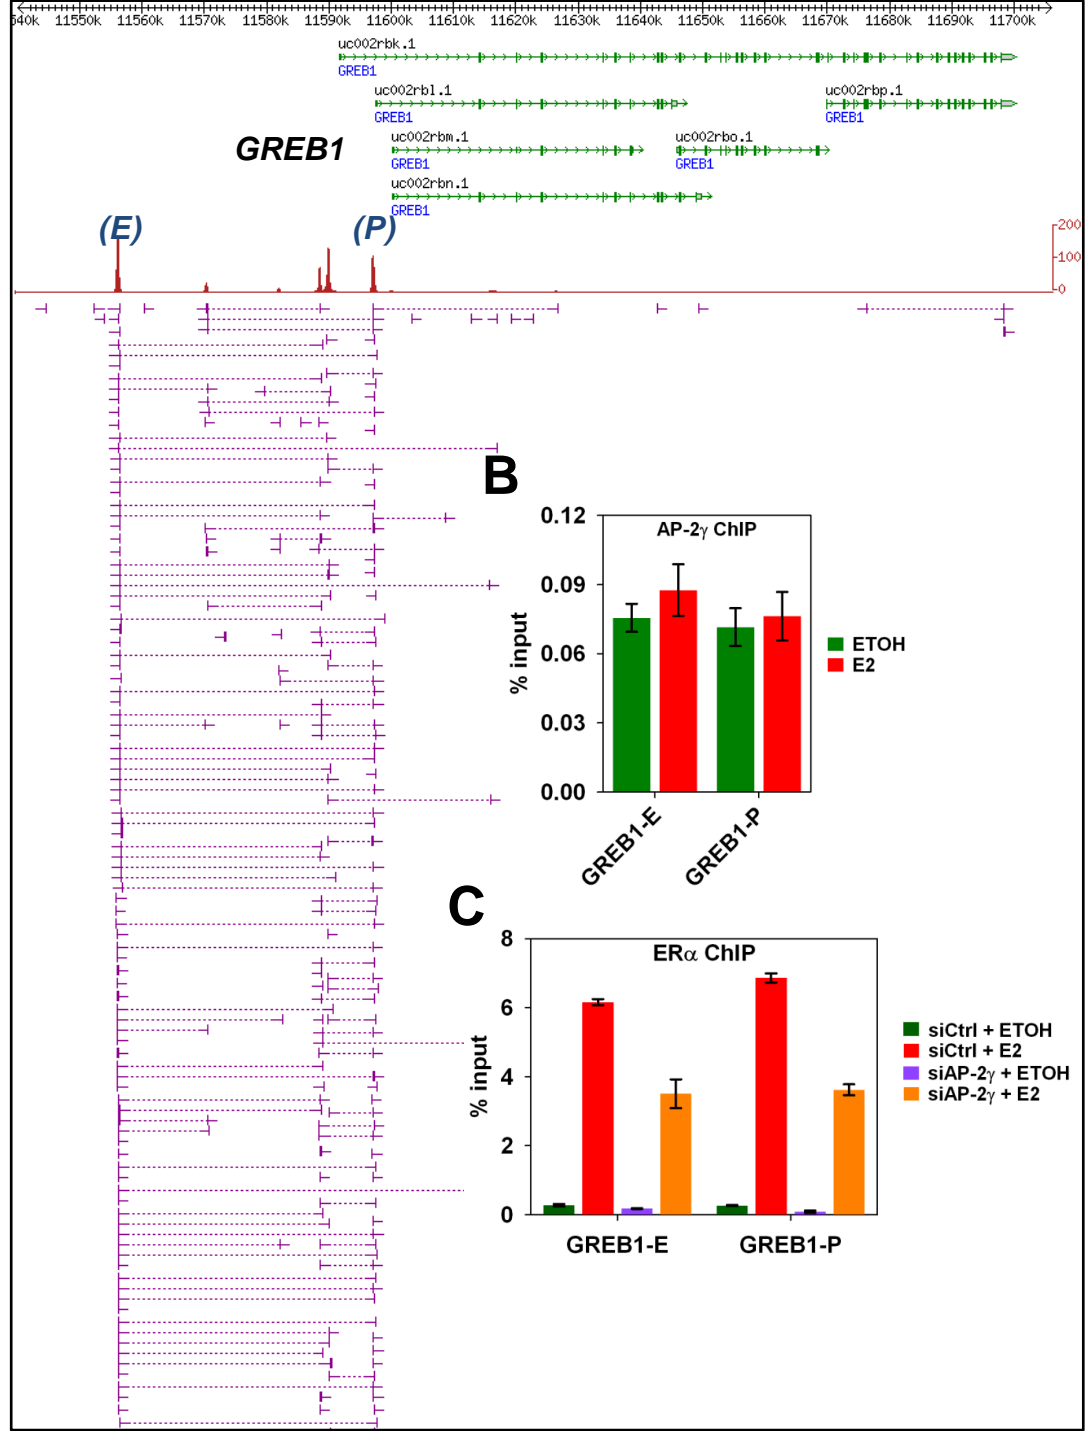 540k 11550k 11560k 11570k 11580k 11590k 11600k 11610k 11620k 11630k 11640k 11650k 11660k 11670k 11680k 11690k 11700k
uc002rbk.1
GREB1
uc002rbl.1 uc002rbp.1
GREB1 GREB1
GREB1
uc002rbm.1 uc002rbo.1
GREB1 GREB1
uc002rbn.1
GREB1
(E) (P)
200
100
0
B
AP-2γ ChIP
0.12
0.09
0.06
0.03
0.00
% input
GREB1-E GREB1-P
ETOH
E2
C
ERα ChIP
8
6
4
2
0
% input
GREB1-E GREB1-P
siCtrl + ETOH
siCtrl + E2
siAP-2γ + ETOH
siAP-2γ + E2